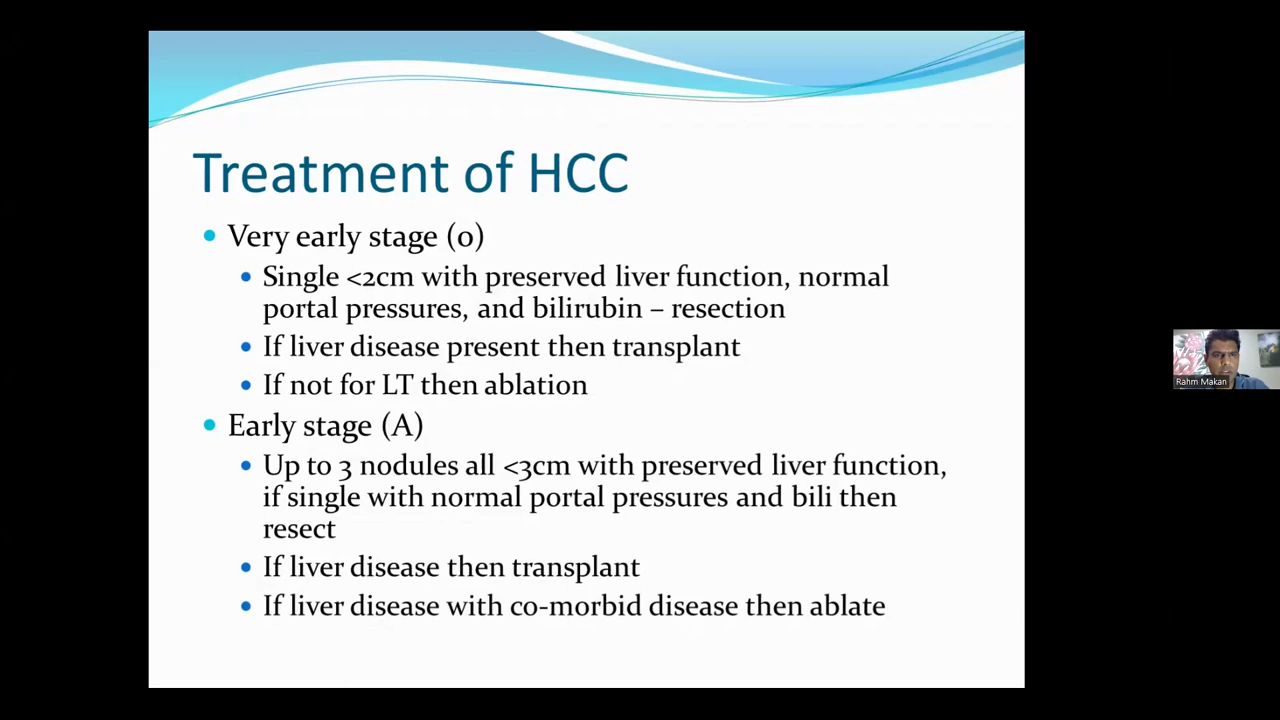 Treatment of HCC
Very early stage (0)
Single <2cm with preserved liver function, normal
portal pressures, and bilirubin – resection
If liver disease present then transplant
If not for LT then ablation
Early stage (A)
Up to 3 nodules all <3cm with preserved liver function,
if single with normal portal pressures and bili then
resect
If liver disease then transplant
If liver disease with co-morbid disease then ablate
Rahm Makan